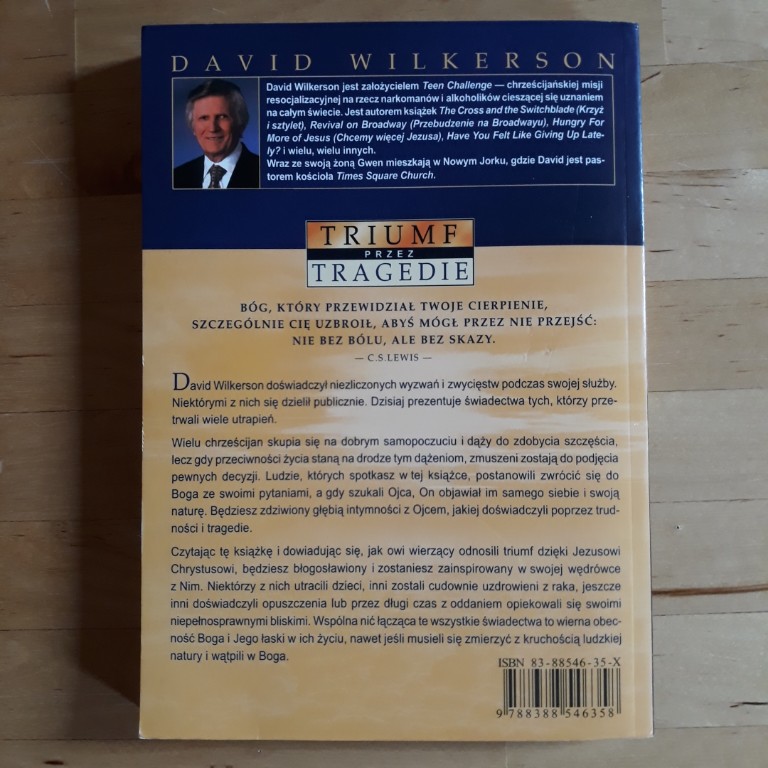 DAVID WILKERSON
David Wilkerson jest założycielem Teen Challenge — chrześcijańskiej misji
resocjalizacyjnej na rzecz narkomanów i alkoholików cieszącej się uznaniem
na całym świecie. Jest autorem książek The Cross and the Switchblade (Krzyż
i sztylet), Revival on Broadway (Przebudzenie na Broadwayu), Hungry For
More of Jesus (Chcemy więcej Jezusa), Have You Felt Like Giving Up Late-
ly? i wielu, wielu innych.
Wraz ze swoją żoną Gwen mieszkają w Nowym Jorku, gdzie David jest pas-
torem kościoła Times Square Church.
TRIUMF
PRZEZ
TRAGEDIE
BÓG, KTÓRY PRZEWIDZIAŁ TWOJE CIERPIENIE,
SZCZEGÓLNIE CIĘ UZBROIŁ, ABYŚ MÓGŁ PRZEZ NIE PRZEJŚĆ:
NIE BEZ BÓLU, ALE BEZ SKAZY.
— C.S.LEWIS —
David Wilkerson doświadczył niezliczonych wyzwań i zwycięstw podczas swojej służby.
Niektórymi z nich się dzielił publicznie. Dzisiaj prezentuje świadectwa tych, którzy prze-
trwali wiele utrapień.
Wielu chrześcijan skupia się na dobrym samopoczuciu i dąży do zdobycia szczęścia,
lecz gdy przeciwności życia staną na drodze tym dążeniom, zmuszeni zostają do podjęcia
pewnych decyzji. Ludzie, których spotkasz w tej książce, postanowili zwrócić się do
Boga ze swoimi pytaniami, a gdy szukali Ojca, On objawiał im samego siebie i swoją
naturę. Będziesz zdziwiony głębią intymności z Ojcem, jakiej doświadczyli poprzez trud-
ności i tragedie.
Czytając tę książkę i dowiadując się, jak owi wierzący odnosili triumf dzięki Jezusowi
Chrystusowi, będziesz błogosławiony i zostaniesz zainspirowany w swojej wędrówce
z Nim. Niektórzy z nich utracili dzieci, inni zostali cudownie uzdrowieni z raka, jeszcze
inni doświadczyli opuszczenia lub przez długi czas z oddaniem opiekowali się swoimi
niepełnosprawnymi bliskimi. Wspólna nić łącząca te wszystkie świadectwa to wierna obec-
ność Boga i Jego łaski w ich życiu, nawet jeśli musieli się zmierzyć z kruchością ludzkiej
natury i wątpili w Boga.
ISBN 83-88546-35-X
9 788388 546358